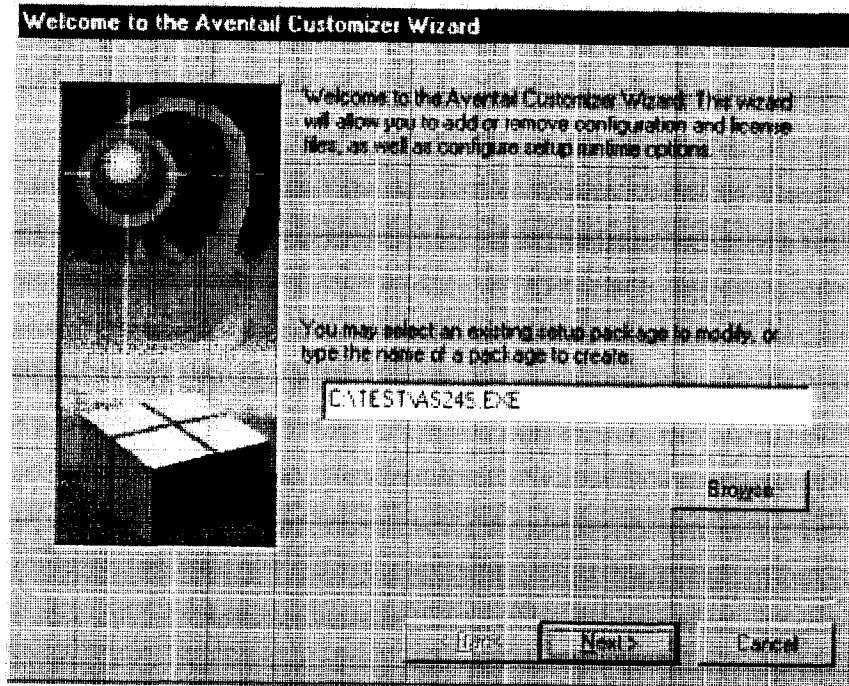 Welcome to the Aventail Customizer Wizard
Welcome to the Aventail Customizer Wizard. This wizard
will allow you to add or remove configuration and license
files, as well as configure setup runtime options.
You may select an existing setup package to modify, or
type the name of a package to create.
C:\TEST\AS245.EXE
Browse
Next >
Cancel